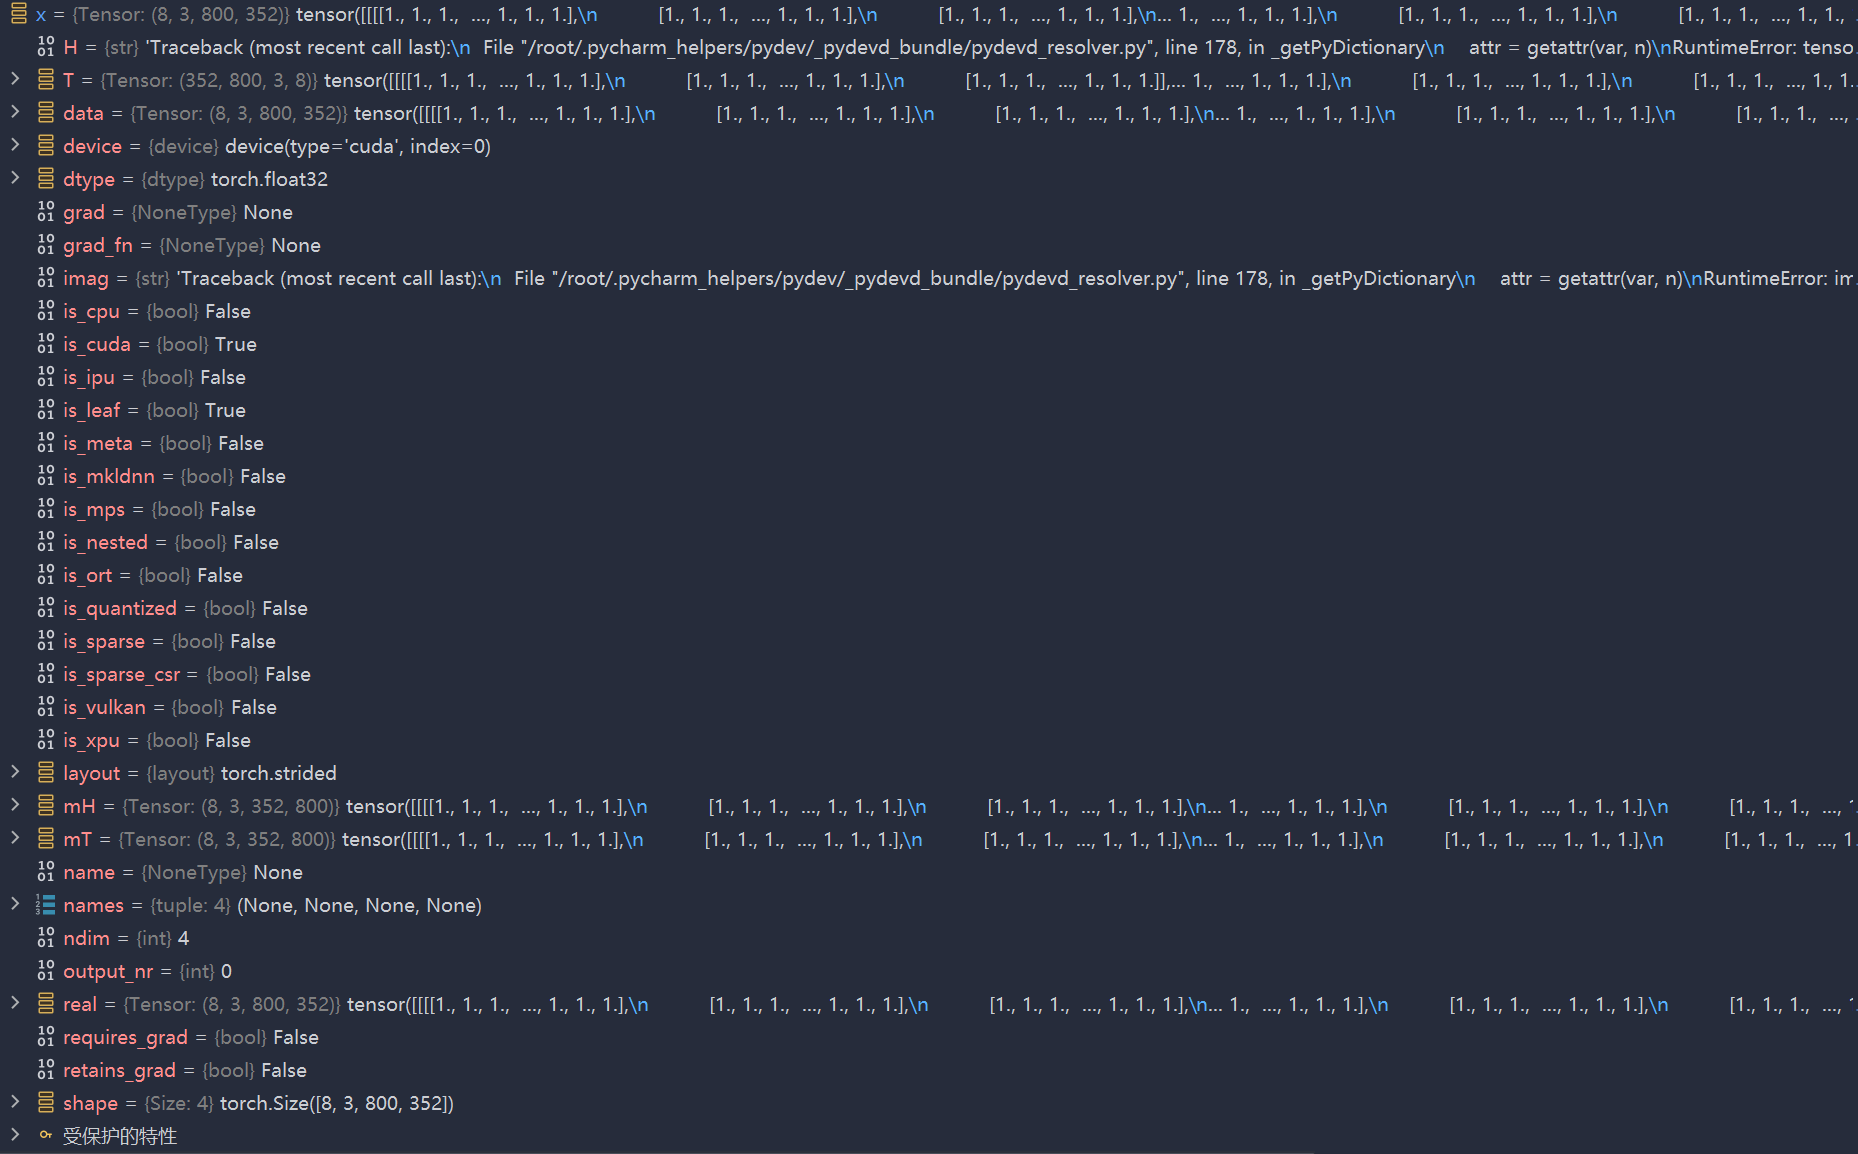 x = {Tensor: (8, 3, 800, 352)} tensor([[[[1., 1., 1., ..., 1., 1., 1.],\n [1., 1., 1., ..., 1., 1., 1.],\n [1., 1., 1., ..., 1., 1., 1.],\n... 1., ..., 1., 1., 1.],\n [1., 1., 1., ..., 1., 1., 1.],\n [1., 1., 1., ..., 1., 1.,
H = {str} 'Traceback (most recent call last):\n File "/root/.pycharm_helpers/pydev/_pydevd_bundle/pydevd_resolver.py", line 178, in _getPyDictionary\n attr = getattr(var, n)\nRuntimeError: tenso
T = {Tensor: (352, 800, 3, 8)} tensor([[[[1., 1., 1., ..., 1., 1., 1.],\n [1., 1., 1., ..., 1., 1., 1.],\n [1., 1., 1., ..., 1., 1., 1.]],... 1., ..., 1., 1., 1.],\n [1., 1., 1., ..., 1., 1., 1.],\n [1., 1., 1., ..., 1., 1.
data = {Tensor: (8, 3, 800, 352)} tensor([[[[1., 1., 1., ..., 1., 1., 1.],\n [1., 1., 1., ..., 1., 1., 1.],\n [1., 1., 1., ..., 1., 1., 1.],\n... 1., ..., 1., 1., 1.],\n [1., 1., 1., ..., 1., 1., 1.],\n [1., 1., 1., ...,
device = {device} device(type='cuda', index=0)
dtype = {dtype} torch.float32
grad = {NoneType} None
grad_fn = {NoneType} None
imag = {str} 'Traceback (most recent call last):\n File "/root/.pycharm_helpers/pydev/_pydevd_bundle/pydevd_resolver.py", line 178, in _getPyDictionary\n attr = getattr(var, n)\nRuntimeError: im
is_cpu = {bool} False
is_cuda = {bool} True
is_ipu = {bool} False
is_leaf = {bool} True
is_meta = {bool} False
is_mkldnn = {bool} False
is_mps = {bool} False
is_nested = {bool} False
is_ort = {bool} False
is_quantized = {bool} False
is_sparse = {bool} False
is_sparse_csr = {bool} False
is_vulkan = {bool} False
is_xpu = {bool} False
layout = {layout} torch.strided
mH = {Tensor: (8, 3, 352, 800)} tensor([[[[1., 1., 1., ..., 1., 1., 1.],\n [1., 1., 1., ..., 1., 1., 1.],\n [1., 1., 1., ..., 1., 1., 1.],\n... 1., ..., 1., 1., 1.],\n [1., 1., 1., ..., 1., 1., 1.],\n [1., 1., 1., ...,
mT = {Tensor: (8, 3, 352, 800)} tensor([[[[1., 1., 1., ..., 1., 1., 1.],\n [1., 1., 1., ..., 1., 1., 1.],\n [1., 1., 1., ..., 1., 1., 1.],\n... 1., ..., 1., 1., 1.],\n [1., 1., 1., ..., 1., 1., 1.],\n [1., 1., 1., ..., 1
name = {NoneType} None
names = {tuple: 4} (None, None, None, None)
ndim = {int} 4
output_nr = {int} 0
real = {Tensor: (8, 3, 800, 352)} tensor([[[[1., 1., 1., ..., 1., 1., 1.],\n [1., 1., 1., ..., 1., 1., 1.],\n [1., 1., 1., ..., 1., 1., 1.],\n... 1., ..., 1., 1., 1.],\n [1., 1., 1., ..., 1., 1., 1.],\n [1., 1., 1., ...,
requires_grad = {bool} False
retains_grad = {bool} False
shape = {Size: 4} torch.Size([8, 3, 800, 352])
受保护的特性